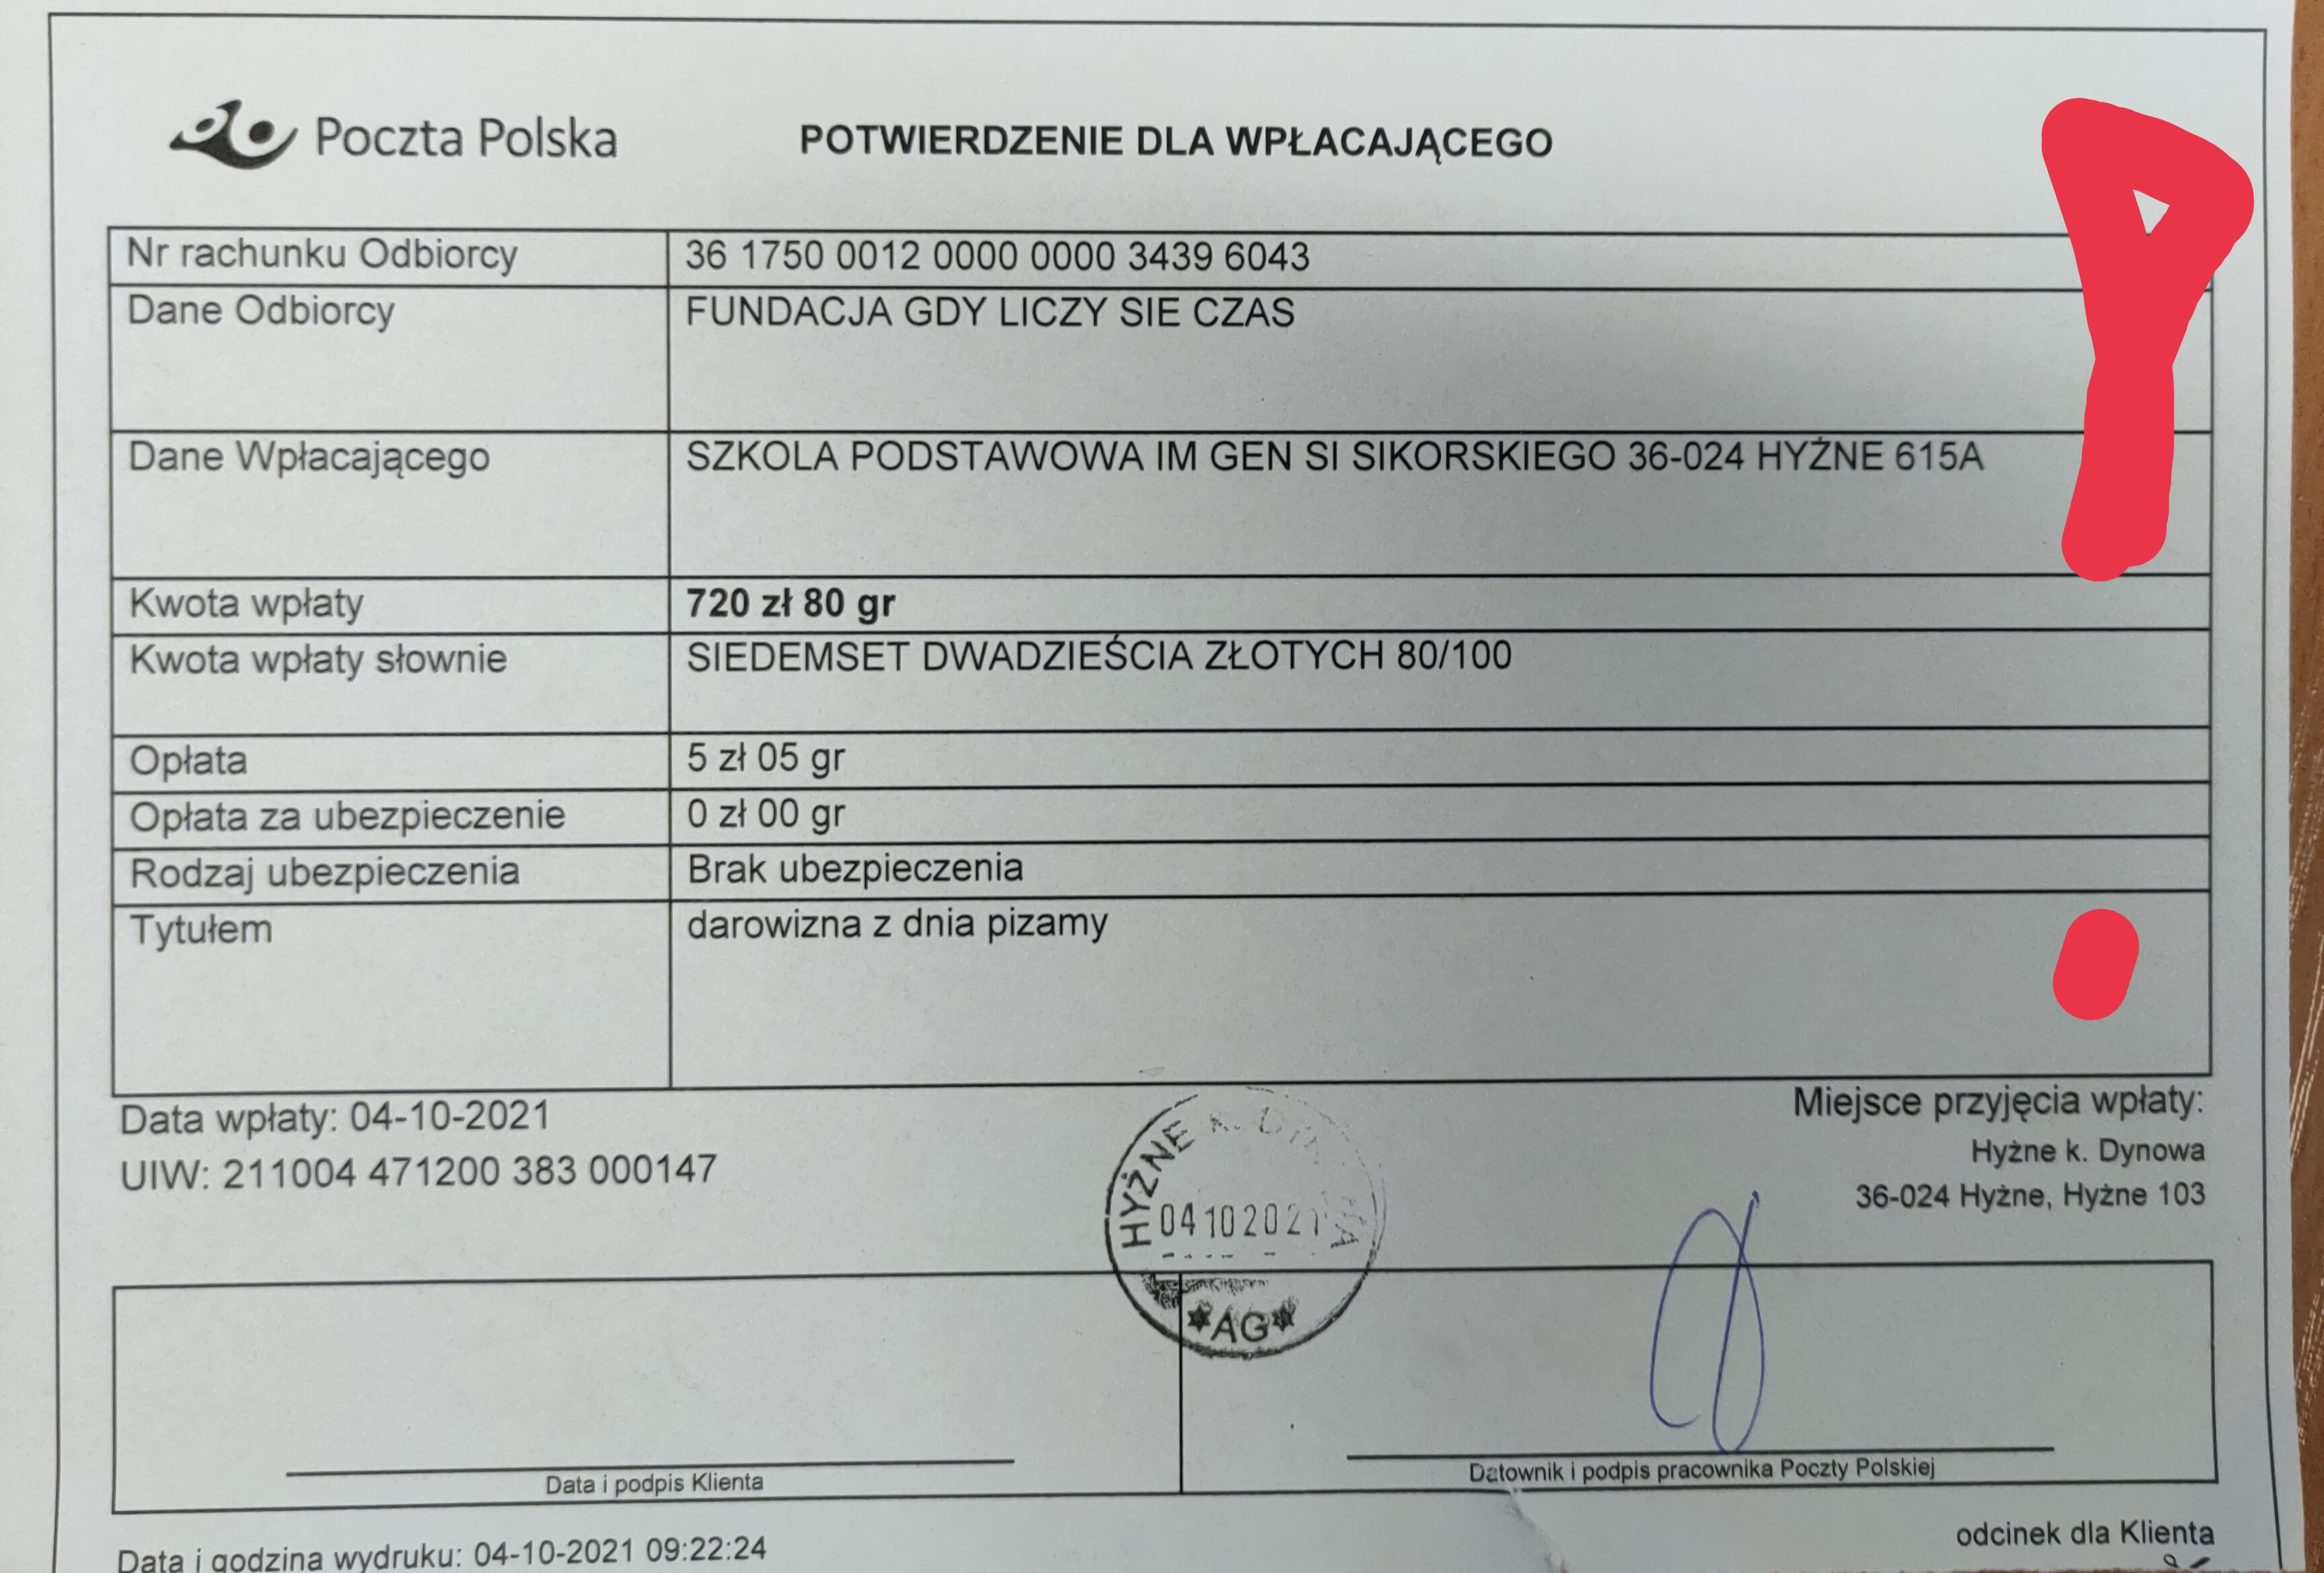 Poczta Polska
POTWIERDZENIE DLA WPŁACAJĄCEGO
Nr rachunku Odbiorcy 36 1750 0012 0000 0000 3439 6043
Dane Odbiorcy FUNDACJA GDY LICZY SIE CZAS
Dane Wpłacającego SZKOLA PODSTAWOWA IM GEN SI SIKORSKIEGO 36-024 HYŻNE 615A
Kwota wpłaty 720 zł 80 gr
Kwota wpłaty słownie SIEDEMSET DWADZIEŚCIA ZŁOTYCH 80/100
Opłata 5 zł 05 gr
Opłata za ubezpieczenie 0 zł 00 gr
Rodzaj ubezpieczenia Brak ubezpieczenia
Tytułem darowizna z dnia pizamy
Data wpłaty: 04-10-2021
UIW: 211004 471200 383 000147
Miejsce przyjęcia wpłaty:
Hyżne k. Dynowa
36-024 Hyżne, Hyżne 103
HYŻNE K.
04102021
*AG*
Data i podpis Klienta
Datownik i podpis pracownika Poczty Polskiej
Data i godzina wydruku: 04-10-2021 09:22:24
odcinek dla Klienta